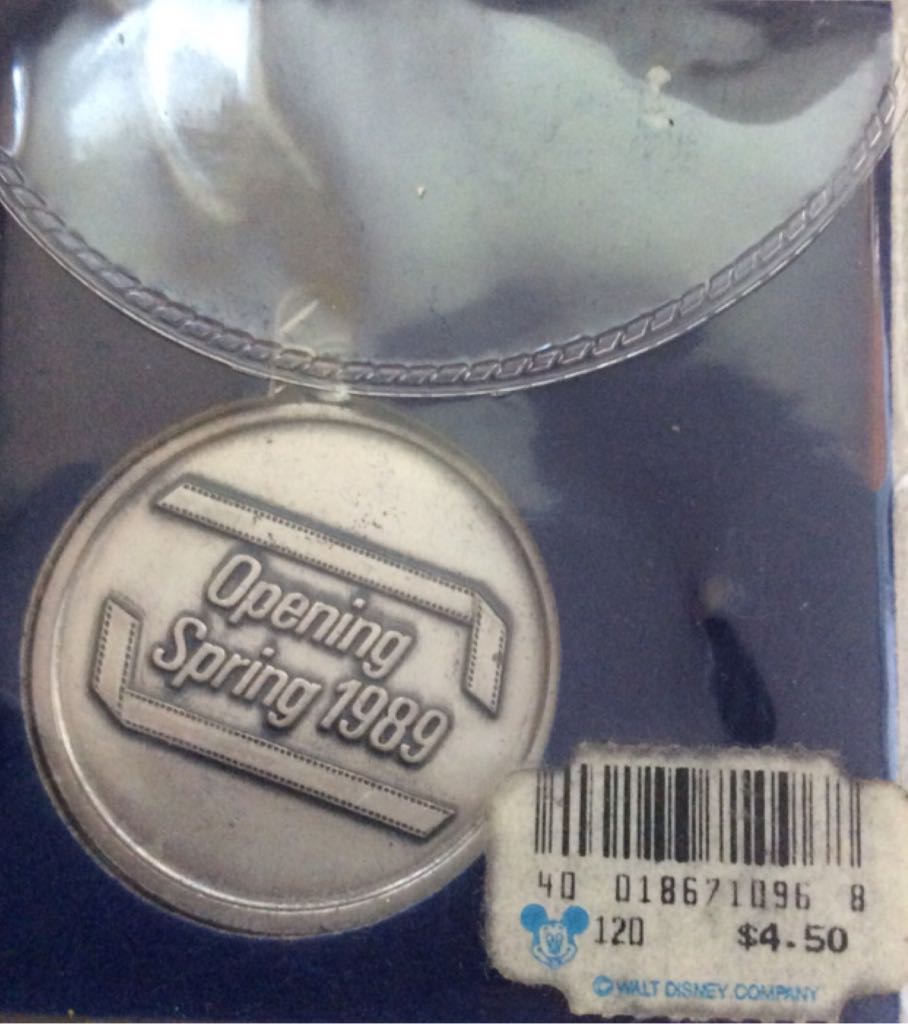 Opening
Spring 1989
40 018671096 8
120 $4.50
© WALT DISNEY COMPANY